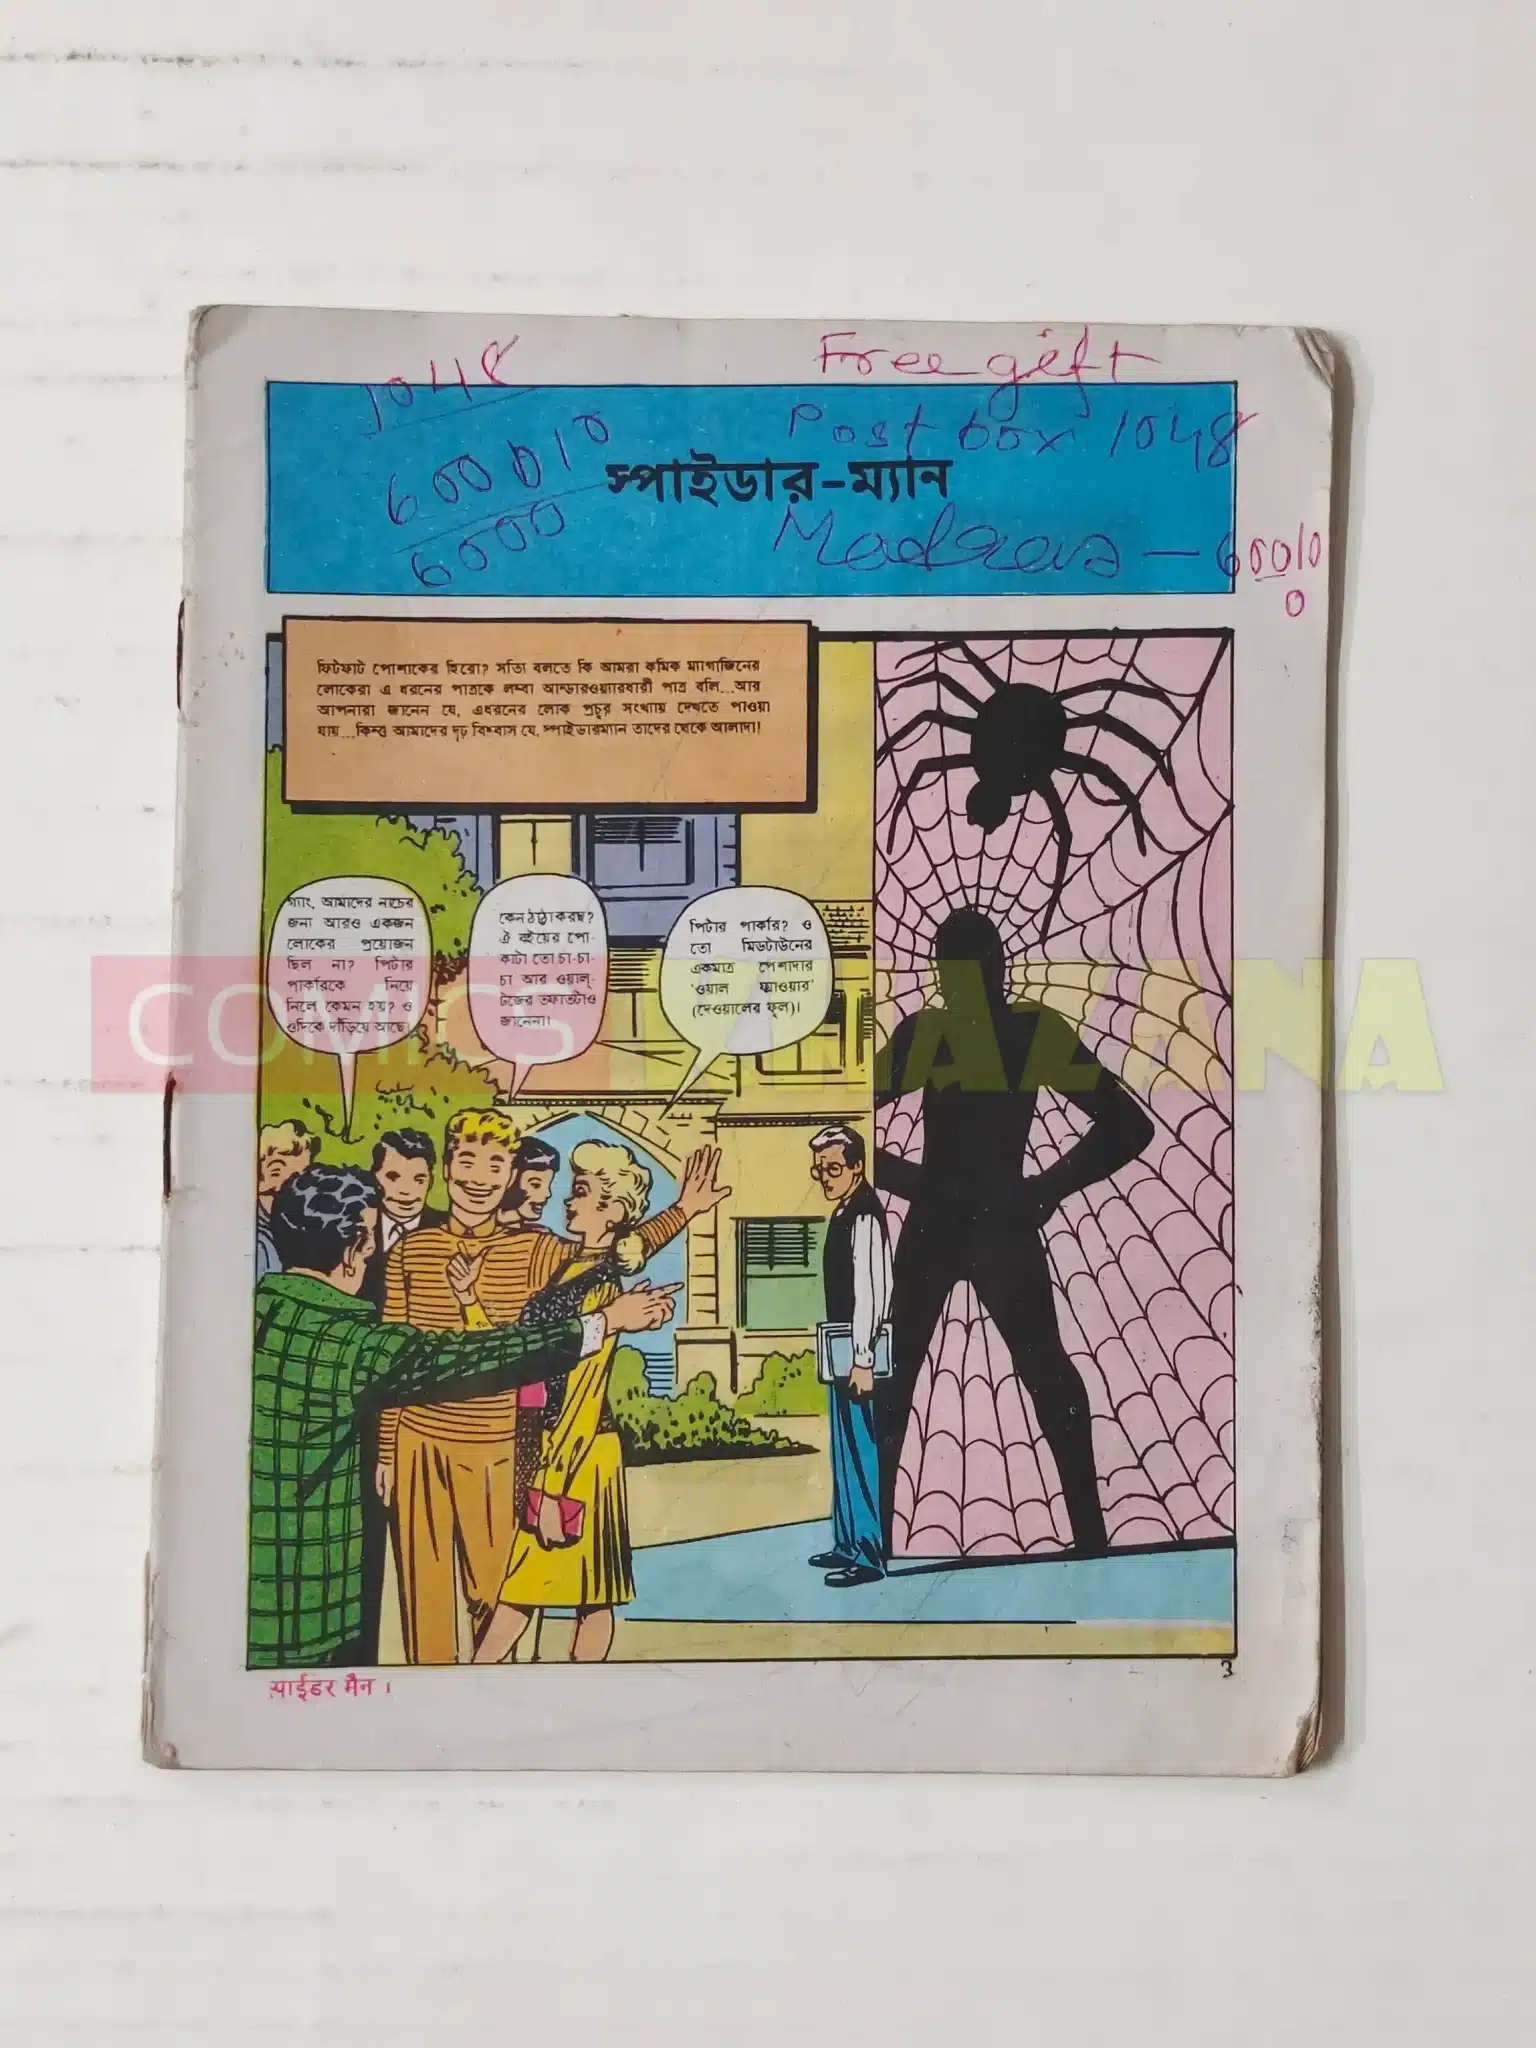 1048
Free gift
600010
Post box 1048
স্পাইডার-ম্যান
6000
Madras — 60010
0
ফিটফাট পোশাকের হিরো? সত্যি বলতে কি আমরা কমিক ম্যাগাজিনের
লোকেরা এ ধরনের পাত্রকে লম্বা আন্ডারওয়্যারধারী পাত্র বলি...আর
আপনারা জানেন যে, এধরনের লোক প্রচুর সংখ্যায় দেখতে পাওয়া
যায়...কিন্তু আমাদের দৃঢ় বিশ্বাস যে, স্পাইডারম্যান তাদের থেকে আলাদা!
গ্যাং, আমাদের নাচের
জন্য আরও একজন
লোকের প্রয়োজন
ছিল না? পিটার
পার্কারকে নিয়ে
নিলে কেমন হয়? ও
ওদিকে দাঁড়িয়ে আছে।
কেন ঠাট্টা করছ?
ঐ বইয়ের পো-
কাটা তো চা-চা-
চা আর ওয়াল্-
টজের তফাতটাও
জানেনা।
পিটার পার্কার? ও
তো মিডটাউনের
একমাত্র পেশাদার
'ওয়াল ফ্লাওয়ার'
(দেওয়ালের ফুল)।
COMICS KHAZANA
3
स्पाईडर मैन ।